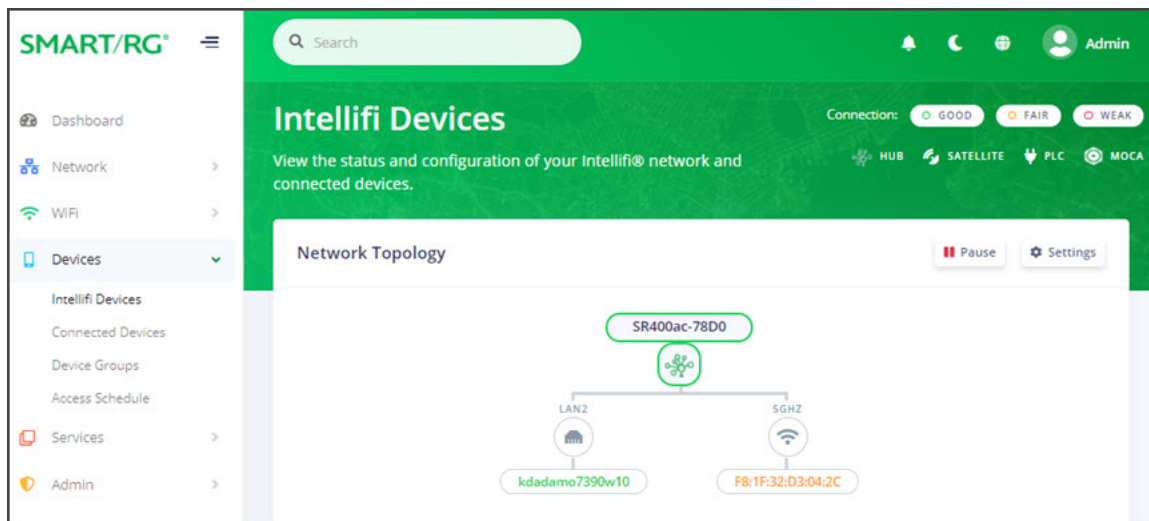 SMART/RG®
Search
Admin
Dashboard
Network
WiFi
Devices
Intellifi Devices
Connected Devices
Device Groups
Access Schedule
Services
Admin
Intellifi Devices
View the status and configuration of your Intellifi® network and
connected devices.
Connection: GOOD FAIR WEAK
HUB SATELLITE PLC MOCA
Network Topology
Pause Settings
SR400ac-78D0
LAN2 5GHZ
kdadamo7390w10 F8:1F:32:D3:04:2C